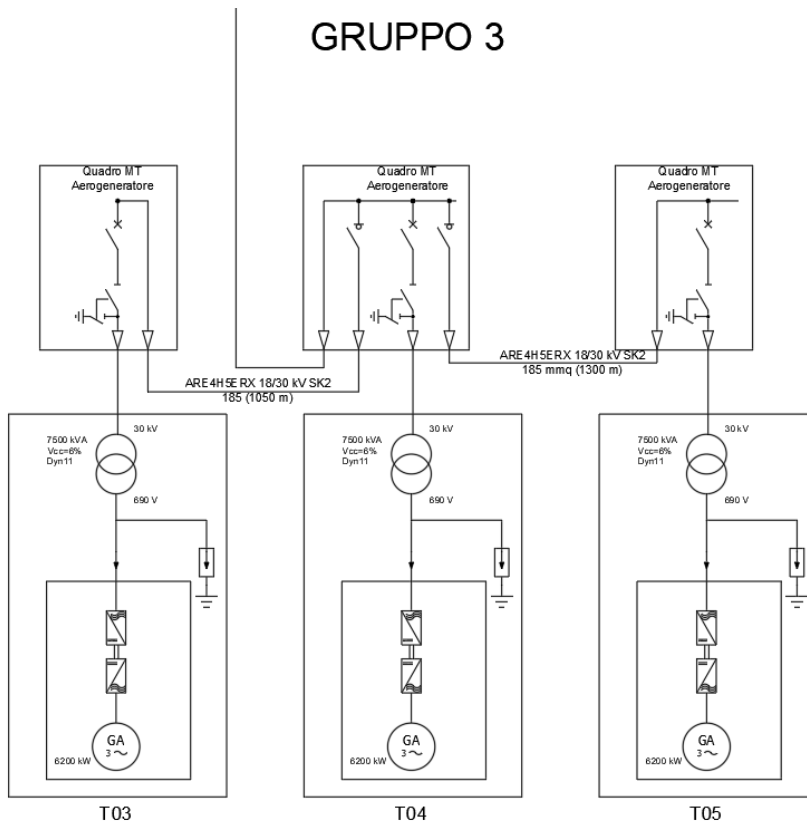 GRUPPO 3
Quadro MT
Aerogeneratore
Quadro MT
Aerogeneratore
Quadro MT
Aerogeneratore
ARE4H5ERX 18/30 kV SK2
185 (1050 m)
ARE4H5ERX 18/30 kV SK2
185 mmq (1300 m)
7500 kVA
Vcc=6%
Dyn11
30 kV
690 V
7500 kVA
Vcc=6%
Dyn11
30 kV
690 V
7500 kVA
Vcc=6%
Dyn11
30 kV
690 V
GA
3
6200 kW
GA
3
6200 kW
GA
3
6200 kW
T03
T04
T05